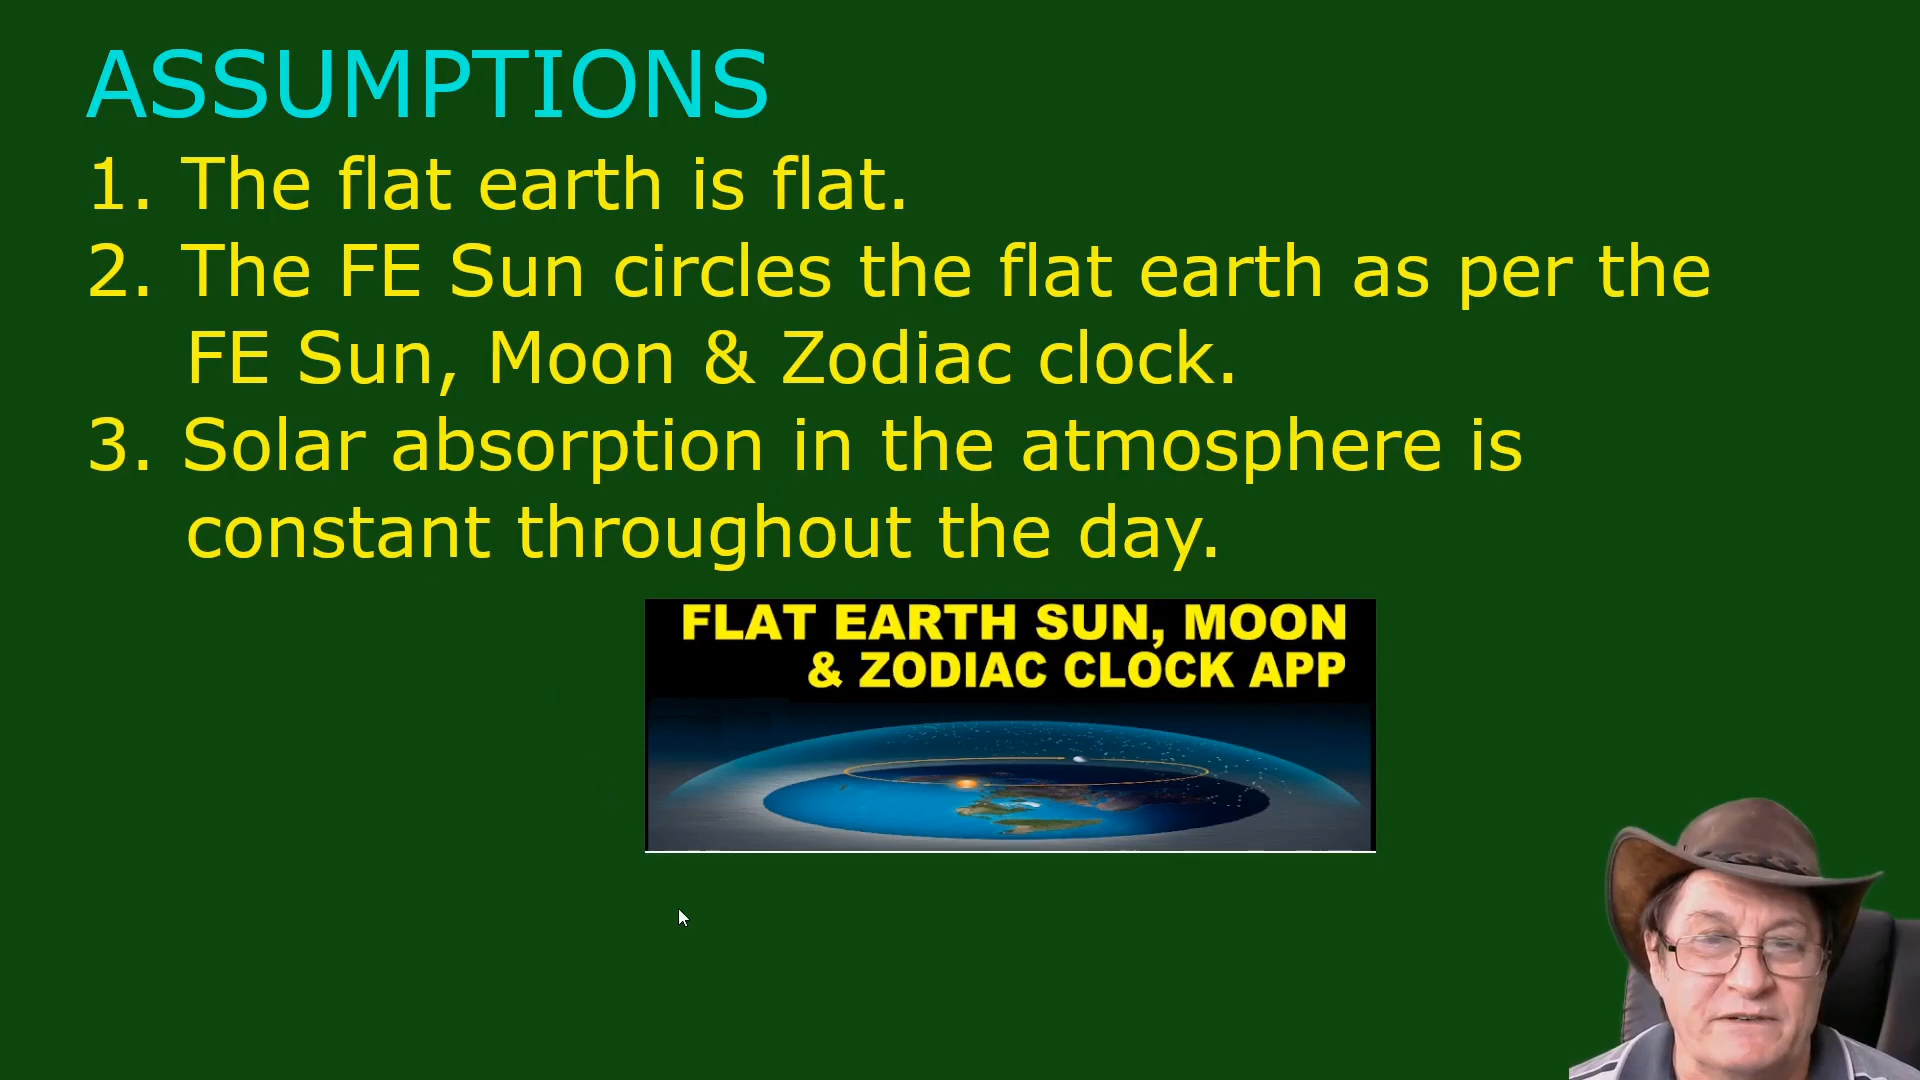 ASSUMPTIONS
1. The flat earth is flat.
2. The FE Sun circles the flat earth as per the
FE Sun, Moon & Zodiac clock.
3. Solar absorption in the atmosphere is
constant throughout the day.
FLAT EARTH SUN, MOON
& ZODIAC CLOCK APP